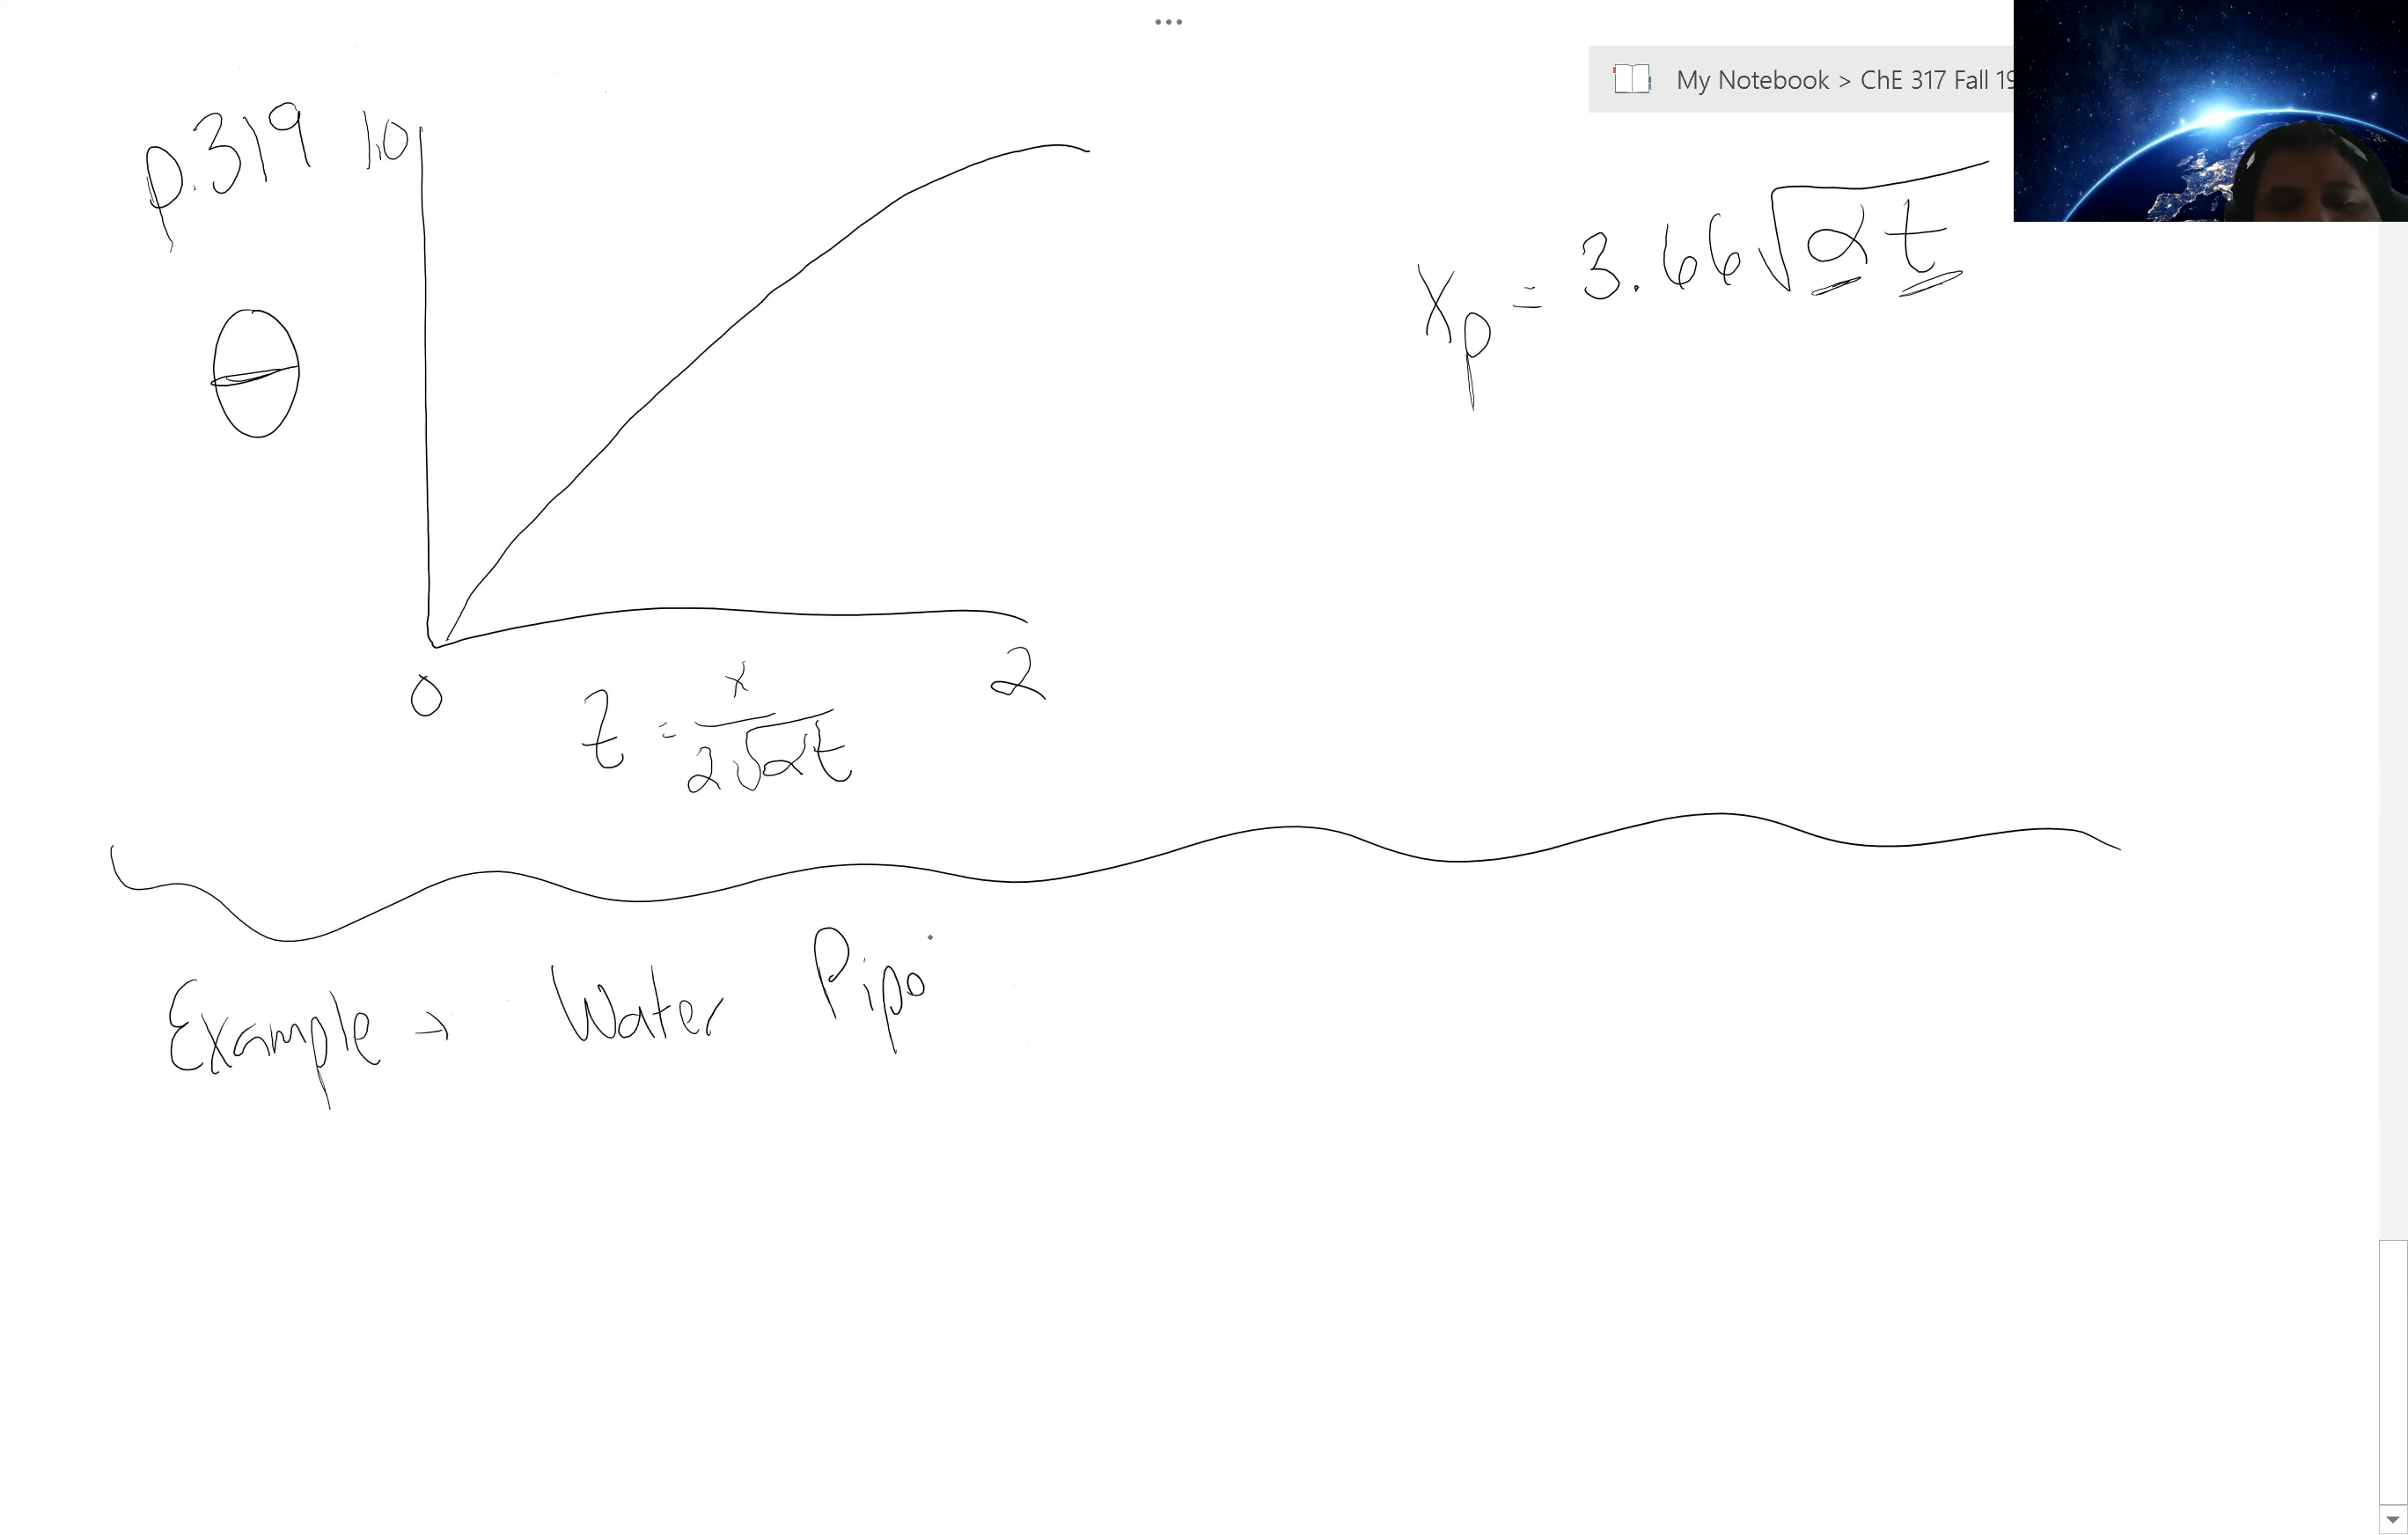 My Notebook > ChE 317 Fall 19
p.319
1.0
θ
x_p = 3.66√αt
0
2
z = x/2√αt
Example → Water Pipe